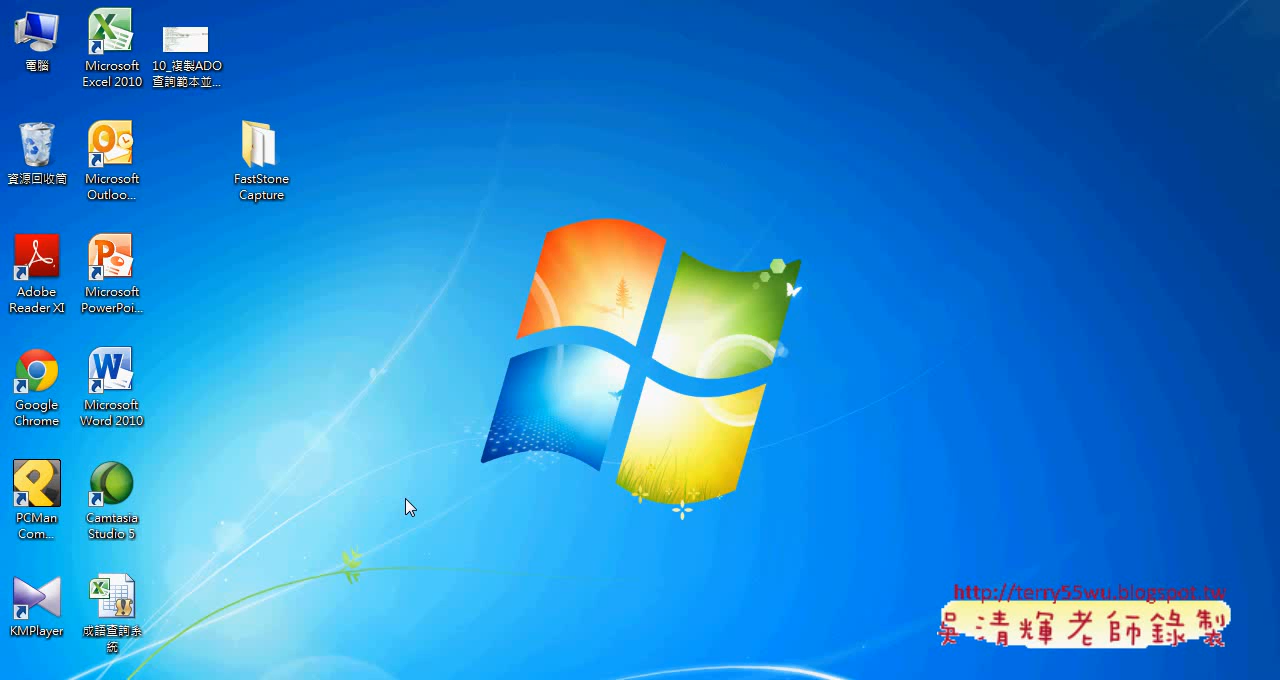 電腦
Microsoft
Excel 2010
10_複製ADO
查詢範本並...
資源回收筒
Microsoft
Outloo...
FastStone
Capture
Adobe
Reader XI
Microsoft
PowerPoi...
Google
Chrome
Microsoft
Word 2010
PCMan
Com...
Camtasia
Studio 5
KMPlayer
成語查詢系
統
http://terry55wu.blogspot.tw
吳清輝老師錄製